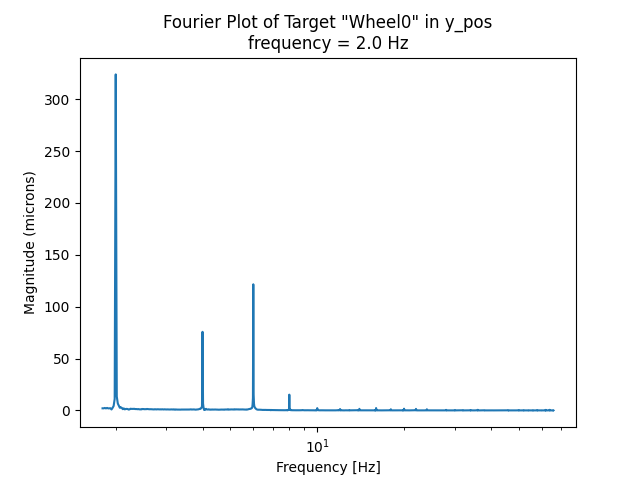 Fourier Plot of Target "Wheel0" in y_pos
frequency = 2.0 Hz
300
250
200
150
100
50
0
Magnitude (microns)
10¹
Frequency [Hz]